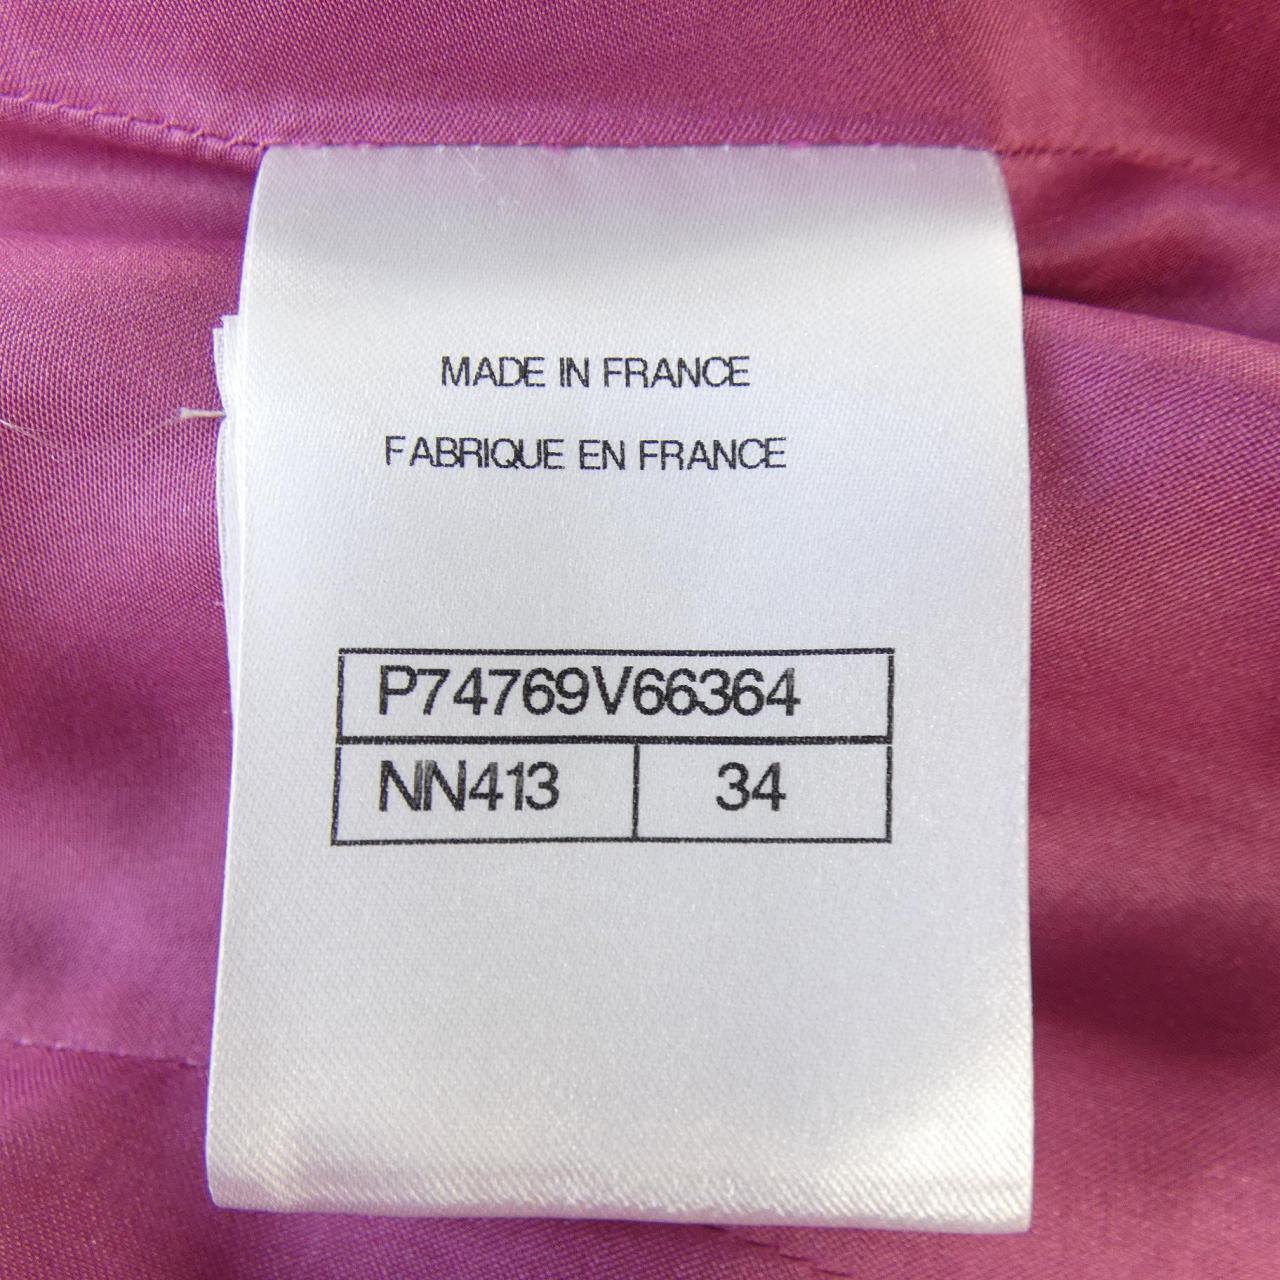 MADE IN FRANCE
FABRIQUE EN FRANCE
P74769V66364
NN413 34